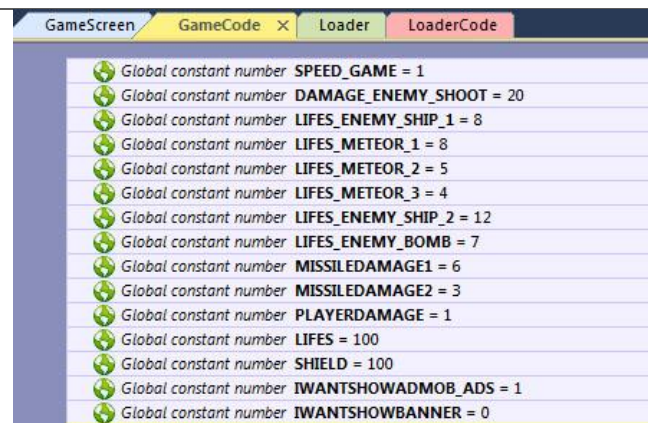 GameScreen GameCode X Loader LoaderCode
Global constant number SPEED_GAME = 1
Global constant number DAMAGE_ENEMY_SHOOT = 20
Global constant number LIFES_ENEMY_SHIP_1 = 8
Global constant number LIFES_METEOR_1 = 8
Global constant number LIFES_METEOR_2 = 5
Global constant number LIFES_METEOR_3 = 4
Global constant number LIFES_ENEMY_SHIP_2 = 12
Global constant number LIFES_ENEMY_BOMB = 7
Global constant number MISSILEDAMAGE1 = 6
Global constant number MISSILEDAMAGE2 = 3
Global constant number PLAYERDAMAGE = 1
Global constant number LIFES = 100
Global constant number SHIELD = 100
Global constant number IWANTSHOWADMOB_ADS = 1
Global constant number IWANTSHOWBANNER = 0